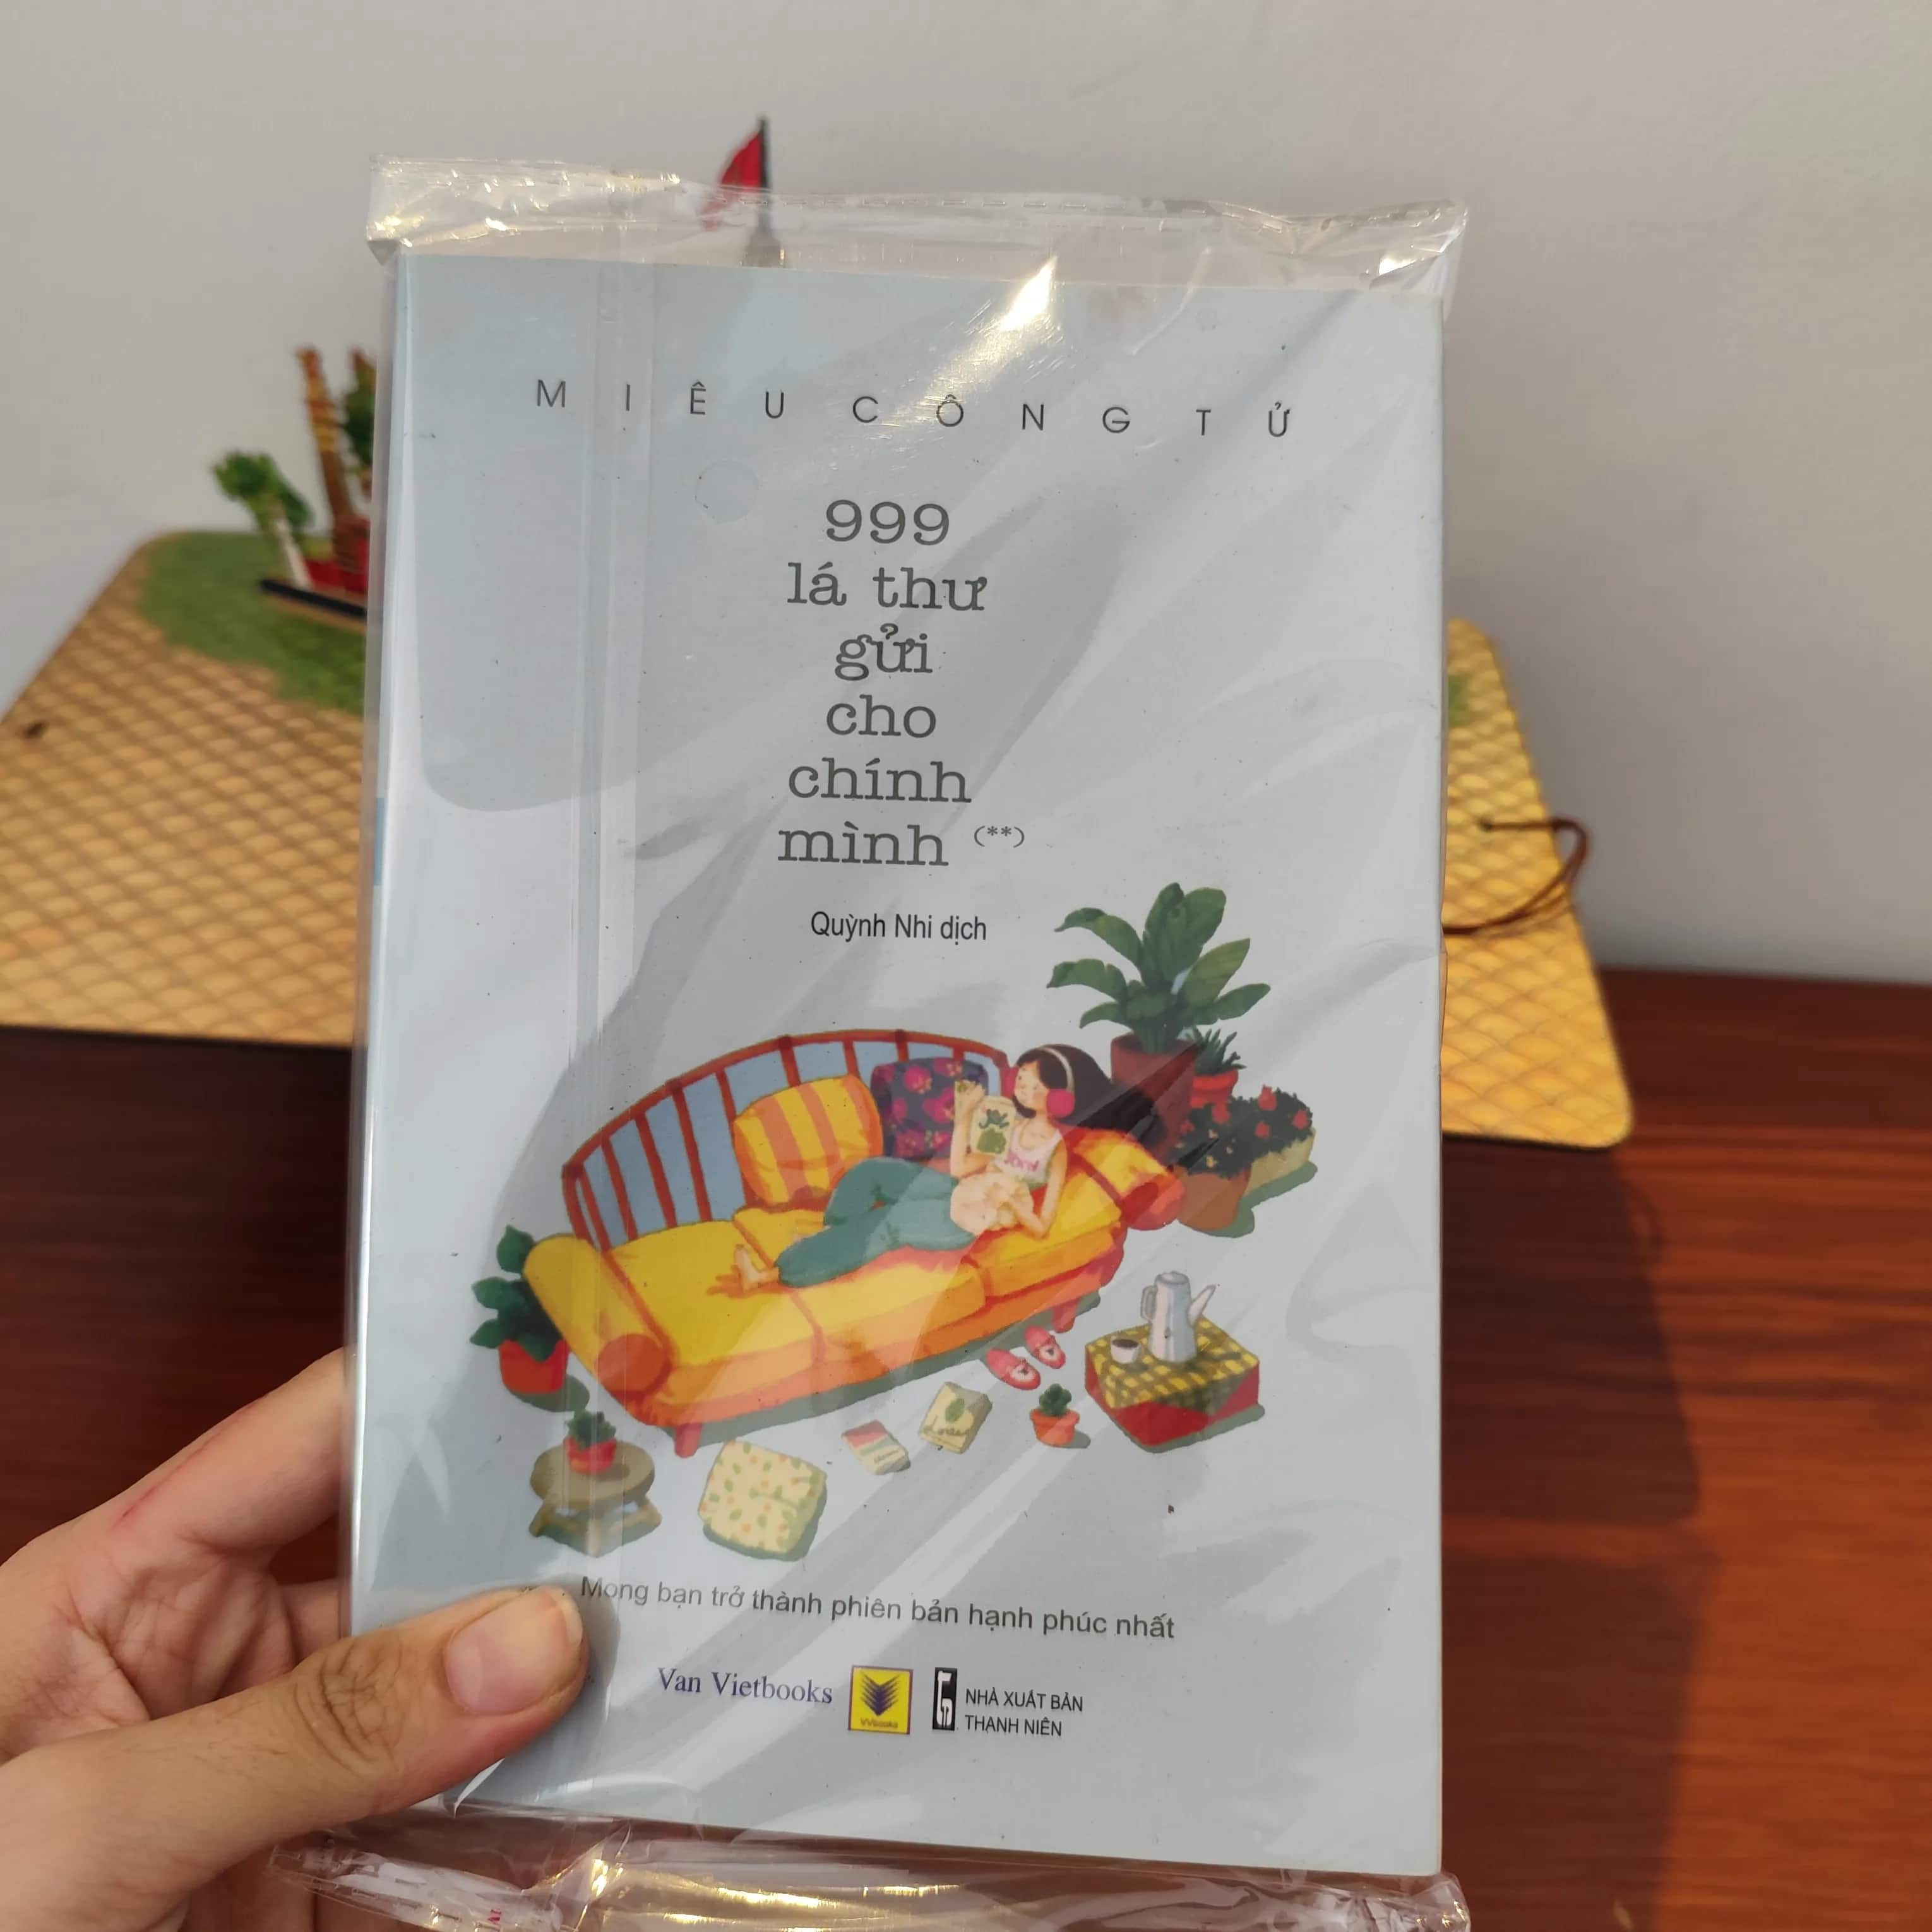 MIÊU CÔNG TỬ
999
lá thư
gửi
cho
chính
mình (**)
Quỳnh Nhi dịch
Mong bạn trở thành phiên bản hạnh phúc nhất
Van Vietbooks
VVbooks
NHÀ XUẤT BẢN
THANH NIÊN